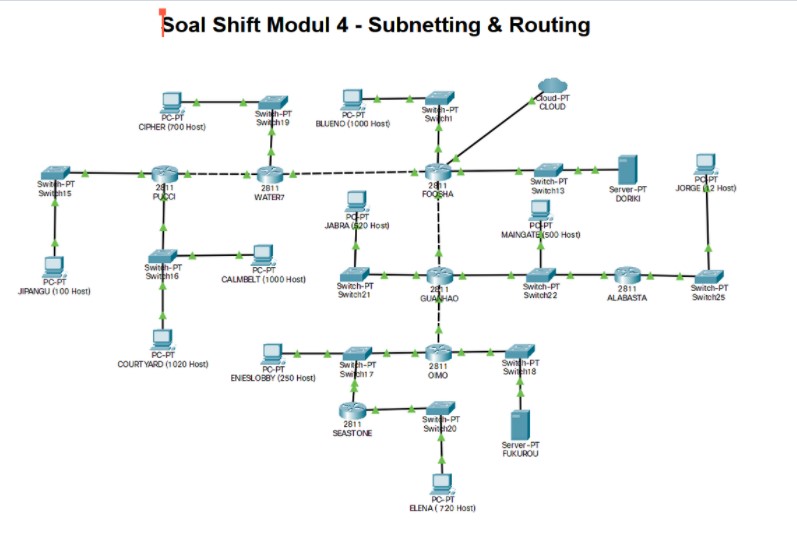 Soal Shift Modul 4 - Subnetting & Routing
Cloud-PT
CLOUD
PC-PT
CIPHER (700 Host)
Switch-PT
Switch19
PC-PT
BLUENO (1000 Host)
Switch-PT
Switch1
Switch-PT
Switch15
2811
PUCCI
2811
WATER7
2811
FOOSHA
Switch-PT
Switch13
Server-PT
DORIKI
PC-PT
JORGE
Host)
PC-PT
JABRA (520 Host)
PC-PT
MAINGATE (500 Host)
PC-PT
JIPANGU (100 Host)
Switch-PT
Switch16
PC-PT
CALMBELT (1000 Host)
Switch-PT
Switch21
2811
GUANHAO
Switch-PT
Switch22
2811
ALABASTA
Switch-PT
Switch25
PC-PT
COURTYARD (1020 Host)
PC-PT
ENIESLOBBY (250 Host)
Switch-PT
Switch17
2811
OIMO
Switch-PT
Switch18
2811
SEASTONE
Switch-PT
Switch20
Server-PT
FUKUROU
PC-PT
ELENA ( 720 Host)